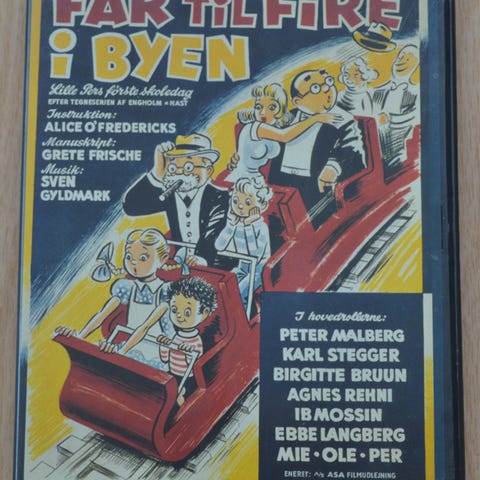 FAR TIL FIRE
i BYEN
Lille Pers første skoledag
EFTER TEGNESERIEN AF ENGHOLM & HAST
Instruktion:
ALICE O'FREDERICKS
Manuskript:
GRETE FRISCHE
Musik:
SVEN
GYLDMARK
I hovedrollerne:
PETER MALBERG
KARL STEGGER
BIRGITTE BRUUN
AGNES REHNI
IB MOSSIN
EBBE LANGBERG
MIE · OLE · PER
ENERET: A/S ASA FILMUDLEJNING